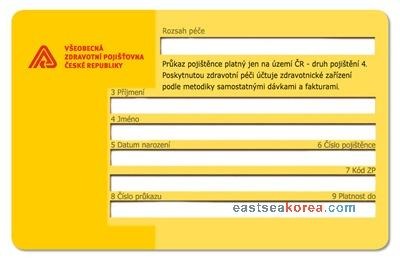 Rozsah péče
VŠEOBECNÁ
ZDRAVOTNÍ POJIŠŤOVNA
ČESKÉ REPUBLIKY
Průkaz pojištěnce platný jen na území ČR - druh pojištění 4.
Poskytnutou zdravotní péči účtuje zdravotnické zařízení
podle metodiky samostatnými dávkami a fakturami.
3 Příjmení
4 Jméno
5 Datum narození 6 Číslo pojištěnce
7 Kód ZP
8 Číslo průkazu 9 Platnost do
eastseakorea.com